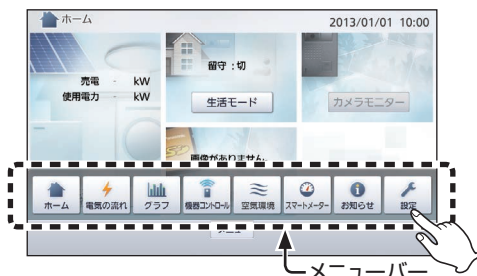 ホーム 2013/01/01 10:00
売電 - kW
使用電力 - kW
留守：切
生活モード
カメラモニター
画像がありません。
ホーム 電気の流れ グラフ 機器コントロール 空気環境 スマートメーター お知らせ 設定
メニューバー